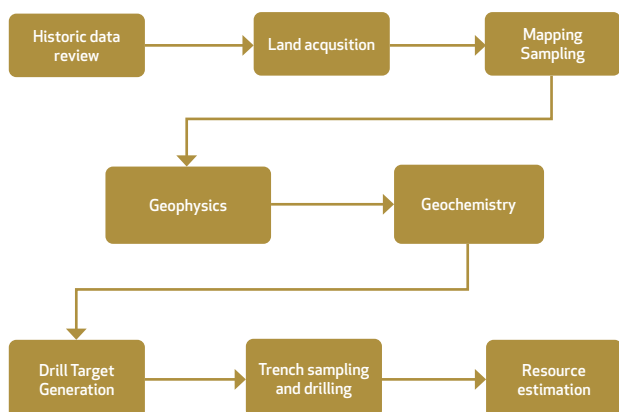 Historic data
review
Land acqusition
Mapping
Sampling
Geophysics
Geochemistry
Drill Target
Generation
Trench sampling
and drilling
Resource
estimation